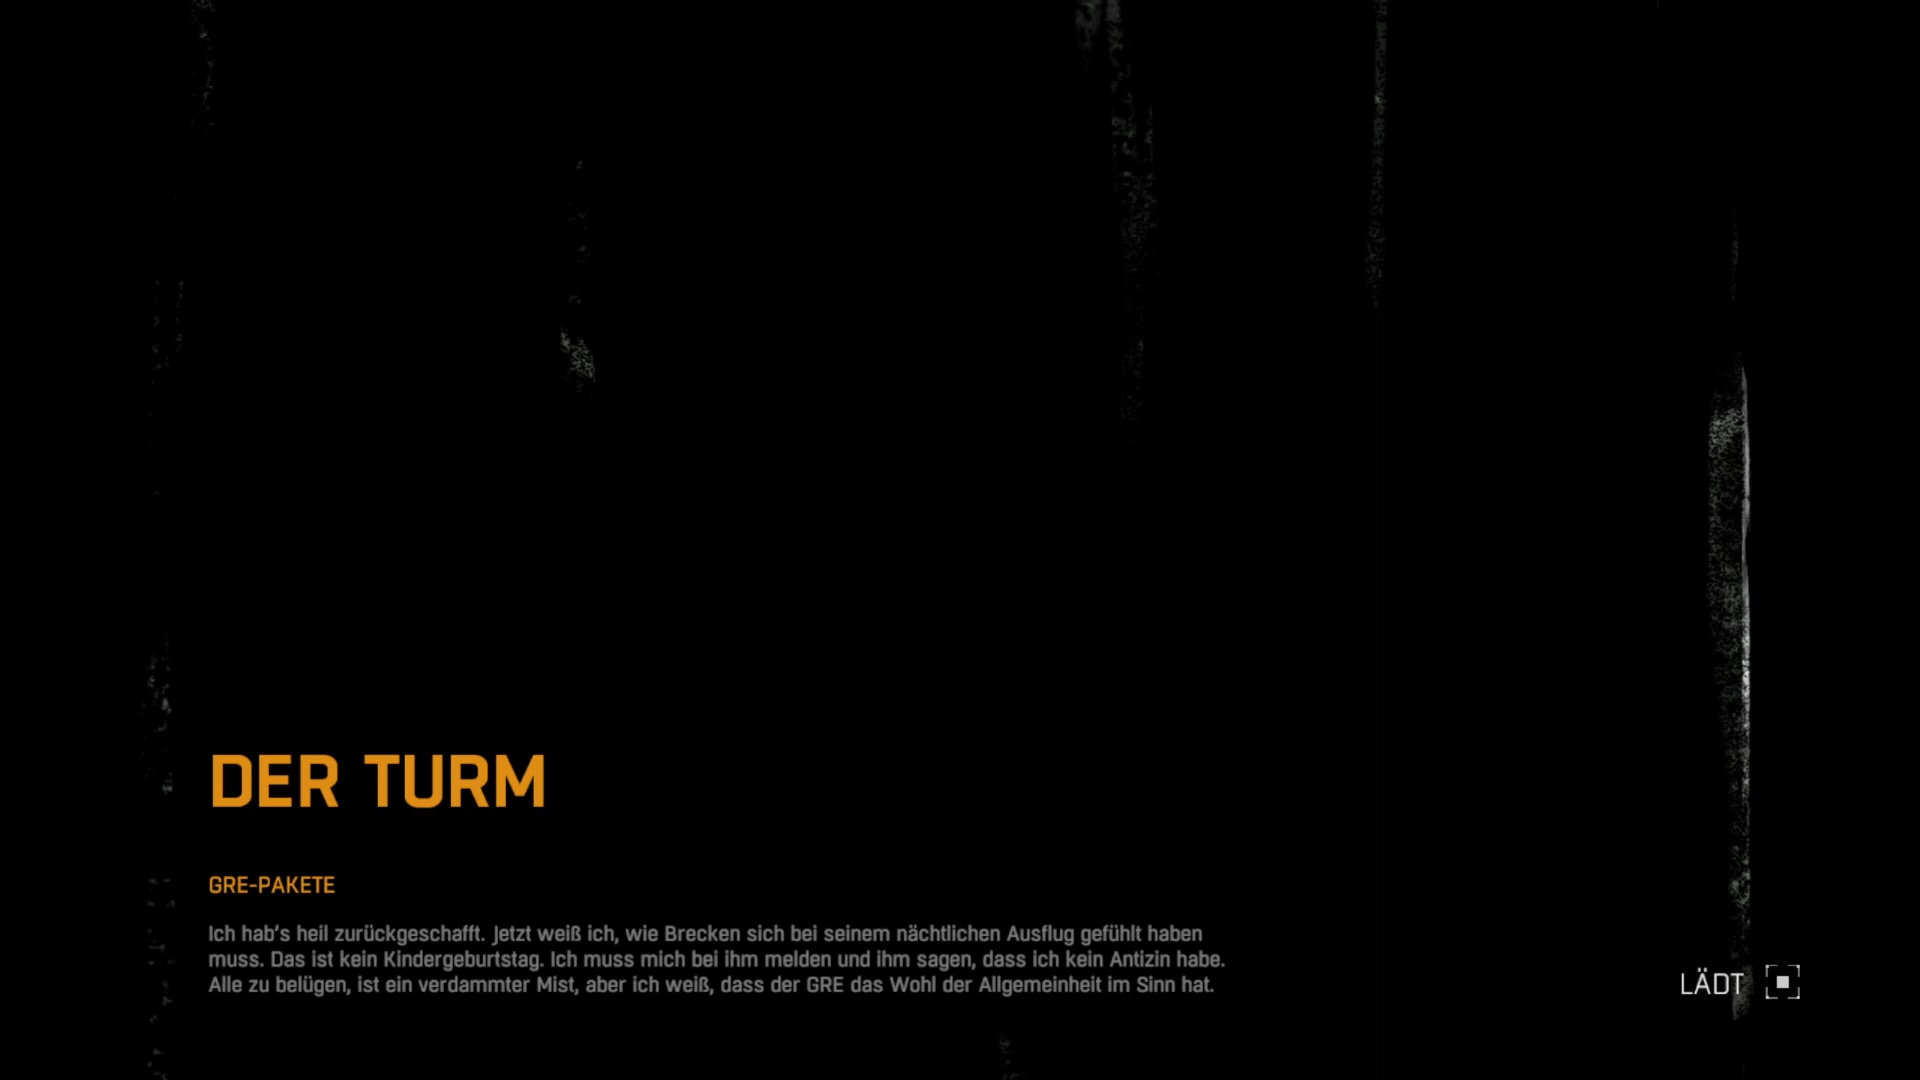 DER TURM
GRE-PAKETE
Ich hab's heil zurückgeschafft. Jetzt weiß ich, wie Brecken sich bei seinem nächtlichen Ausflug gefühlt haben
muss. Das ist kein Kindergeburtstag. Ich muss mich bei ihm melden und ihm sagen, dass ich kein Antizin habe.
Alle zu belügen, ist ein verdammter Mist, aber ich weiß, dass der GRE das Wohl der Allgemeinheit im Sinn hat.
LÄDT